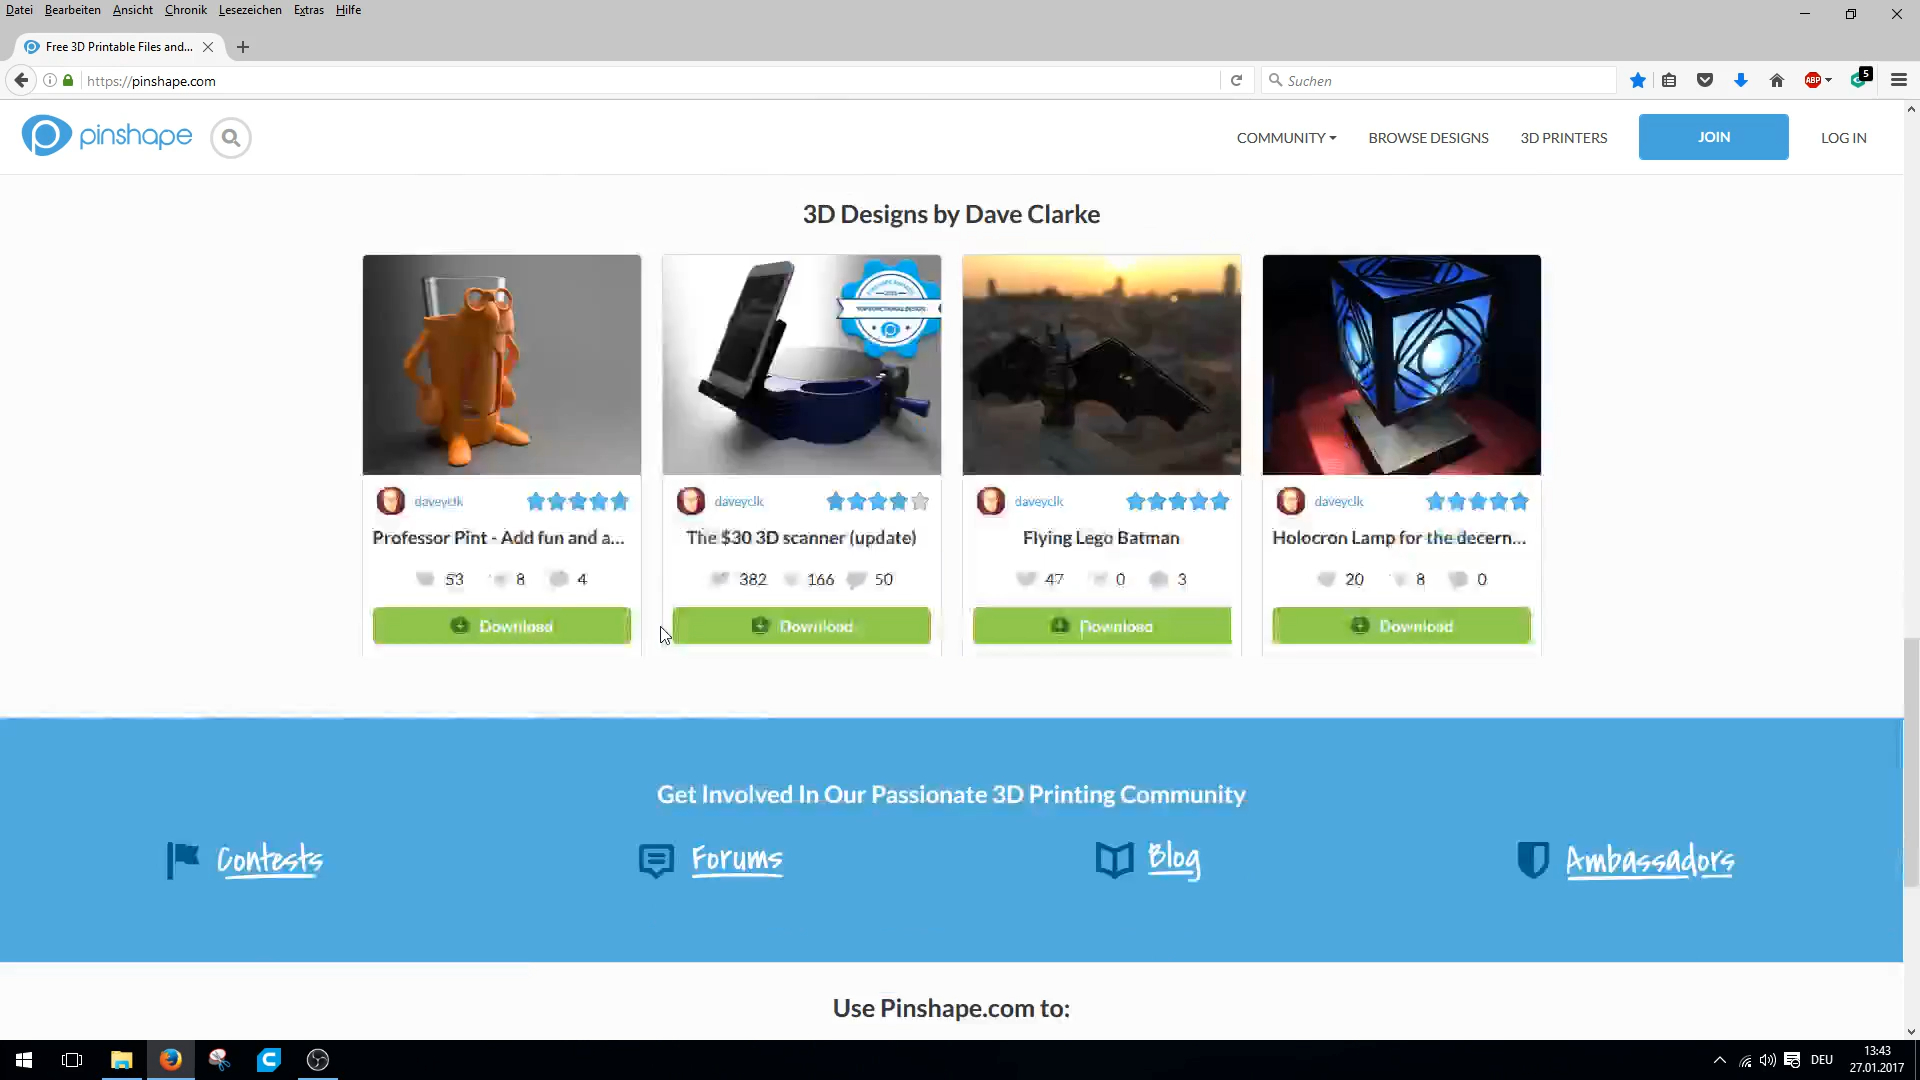 Datei Bearbeiten Ansicht Chronik Lesezeichen Extras Hilfe
Free 3D Printable Files and...
https://pinshape.com
Suchen
ABP
5
pinshape
COMMUNITY
BROWSE DESIGNS
3D PRINTERS
JOIN
LOG IN
3D Designs by Dave Clarke
daveyclk
daveyclk
daveyclk
daveyclk
Professor Pint - Add fun and a...
The $30 3D scanner (update)
Flying Lego Batman
Holocron Lamp for the decern...
53 8 4
382 166 50
47 0 3
20 8 0
Download
Download
Download
Download
Get Involved In Our Passionate 3D Printing Community
Contests
Forums
Blog
Ambassadors
Use Pinshape.com to:
DEU
13:43
27.01.2017